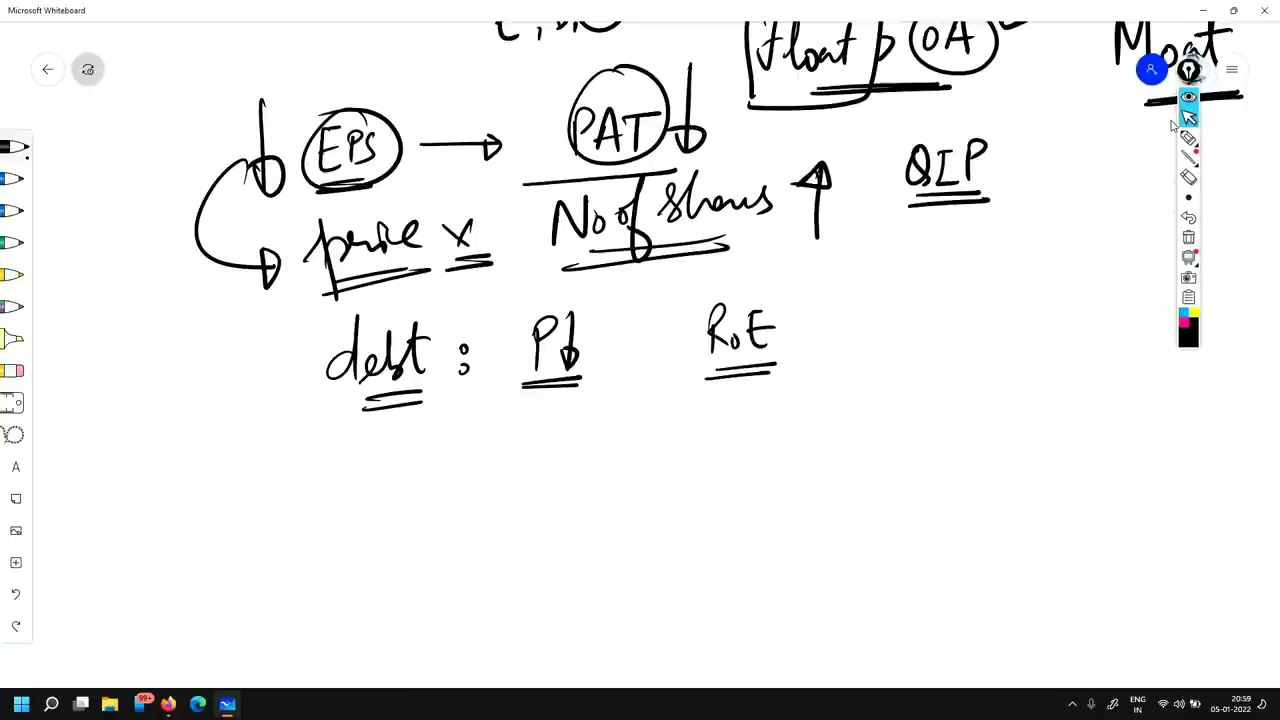 Microsoft Whiteboard
float OA
Moat
EPS → PAT
No of shares
QIP
price x
debt : P↓ RoE
A
99+
ENG
IN
20:59
05-01-2022